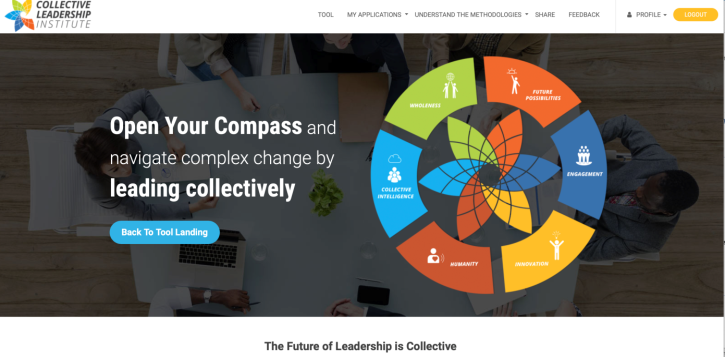 COLLECTIVE
LEADERSHIP
INSTITUTE
TOOL MY APPLICATIONS UNDERSTAND THE METHODOLOGIES SHARE FEEDBACK PROFILE LOGOUT
Open Your Compass and
navigate complex change by
leading collectively
Back To Tool Landing
WHOLENESS
FUTURE
POSSIBILITIES
ENGAGEMENT
COLLECTIVE
INTELLIGENCE
HUMANITY
INNOVATION
The Future of Leadership is Collective